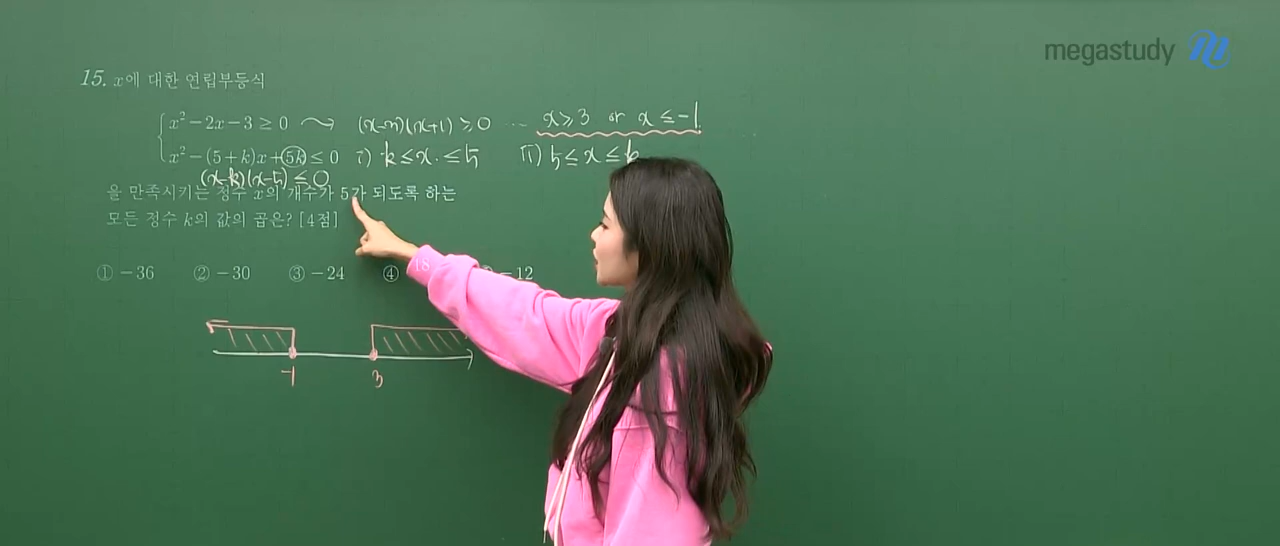 megastudy
15. x에 대한 연립부등식
x² − 2x − 3 ≥ 0 (x−3)(x+1) ≥ 0 ... x ≥ 3 or x ≤ −1
x² − (5 + k)x + 5k ≤ 0 i) k ≤ x ≤ 5 ii) 5 ≤ x ≤ k
(x−k)(x−5) ≤ 0
을 만족시키는 정수 x의 개수가 5가 되도록 하는
모든 정수 k의 값의 곱은? [4점]
① −36 ② −30 ③ −24 ④ −12
−1 3